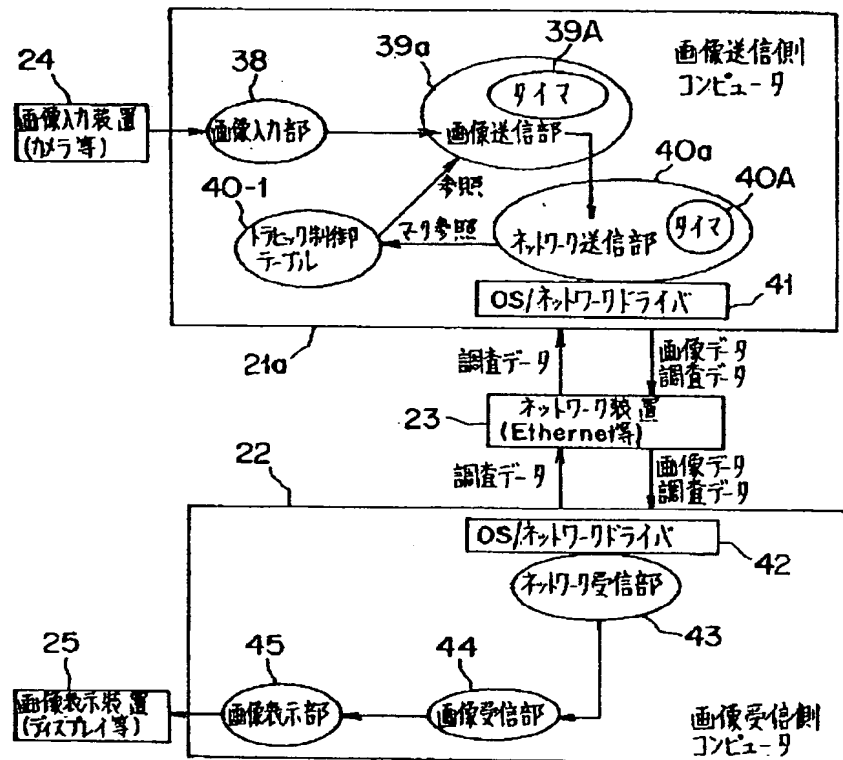 39A
39a
24
38
タイマ
画像送信側
コンピュータ
画像入力装置
(カメラ等)
画像入力部
画像送信部
40a
40-1
参照
40A
トラヒック制御
テーブル
マーク参照
ネットワーク送信部
タイマ
OS/ネットワークドライバ
41
21a
調査データ
画像データ
調査データ
23
ネットワーク装置
(Ethernet等)
22
調査データ
画像データ
調査データ
OS/ネットワークドライバ
42
ネットワーク受信部
43
25
45
44
画像表示装置
(ディスプレイ等)
画像表示部
画像受信部
画像受信側
コンピュータ